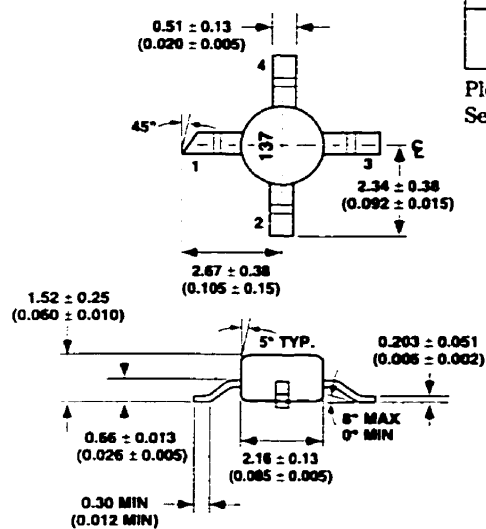 0.51 ± 0.13
(0.020 ± 0.005)
4
Se
45°
137
1
3
2.34 ± 0.38
(0.092 ± 0.015)
2
2.67 ± 0.38
(0.105 ± 0.15)
1.52 ± 0.25
(0.060 ± 0.010)
5° TYP.
0.203 ± 0.051
(0.006 ± 0.002)
0.66 ± 0.013
(0.026 ± 0.005)
8° MAX
0° MIN
2.16 ± 0.13
(0.085 ± 0.005)
0.30 MIN
(0.012 MIN)